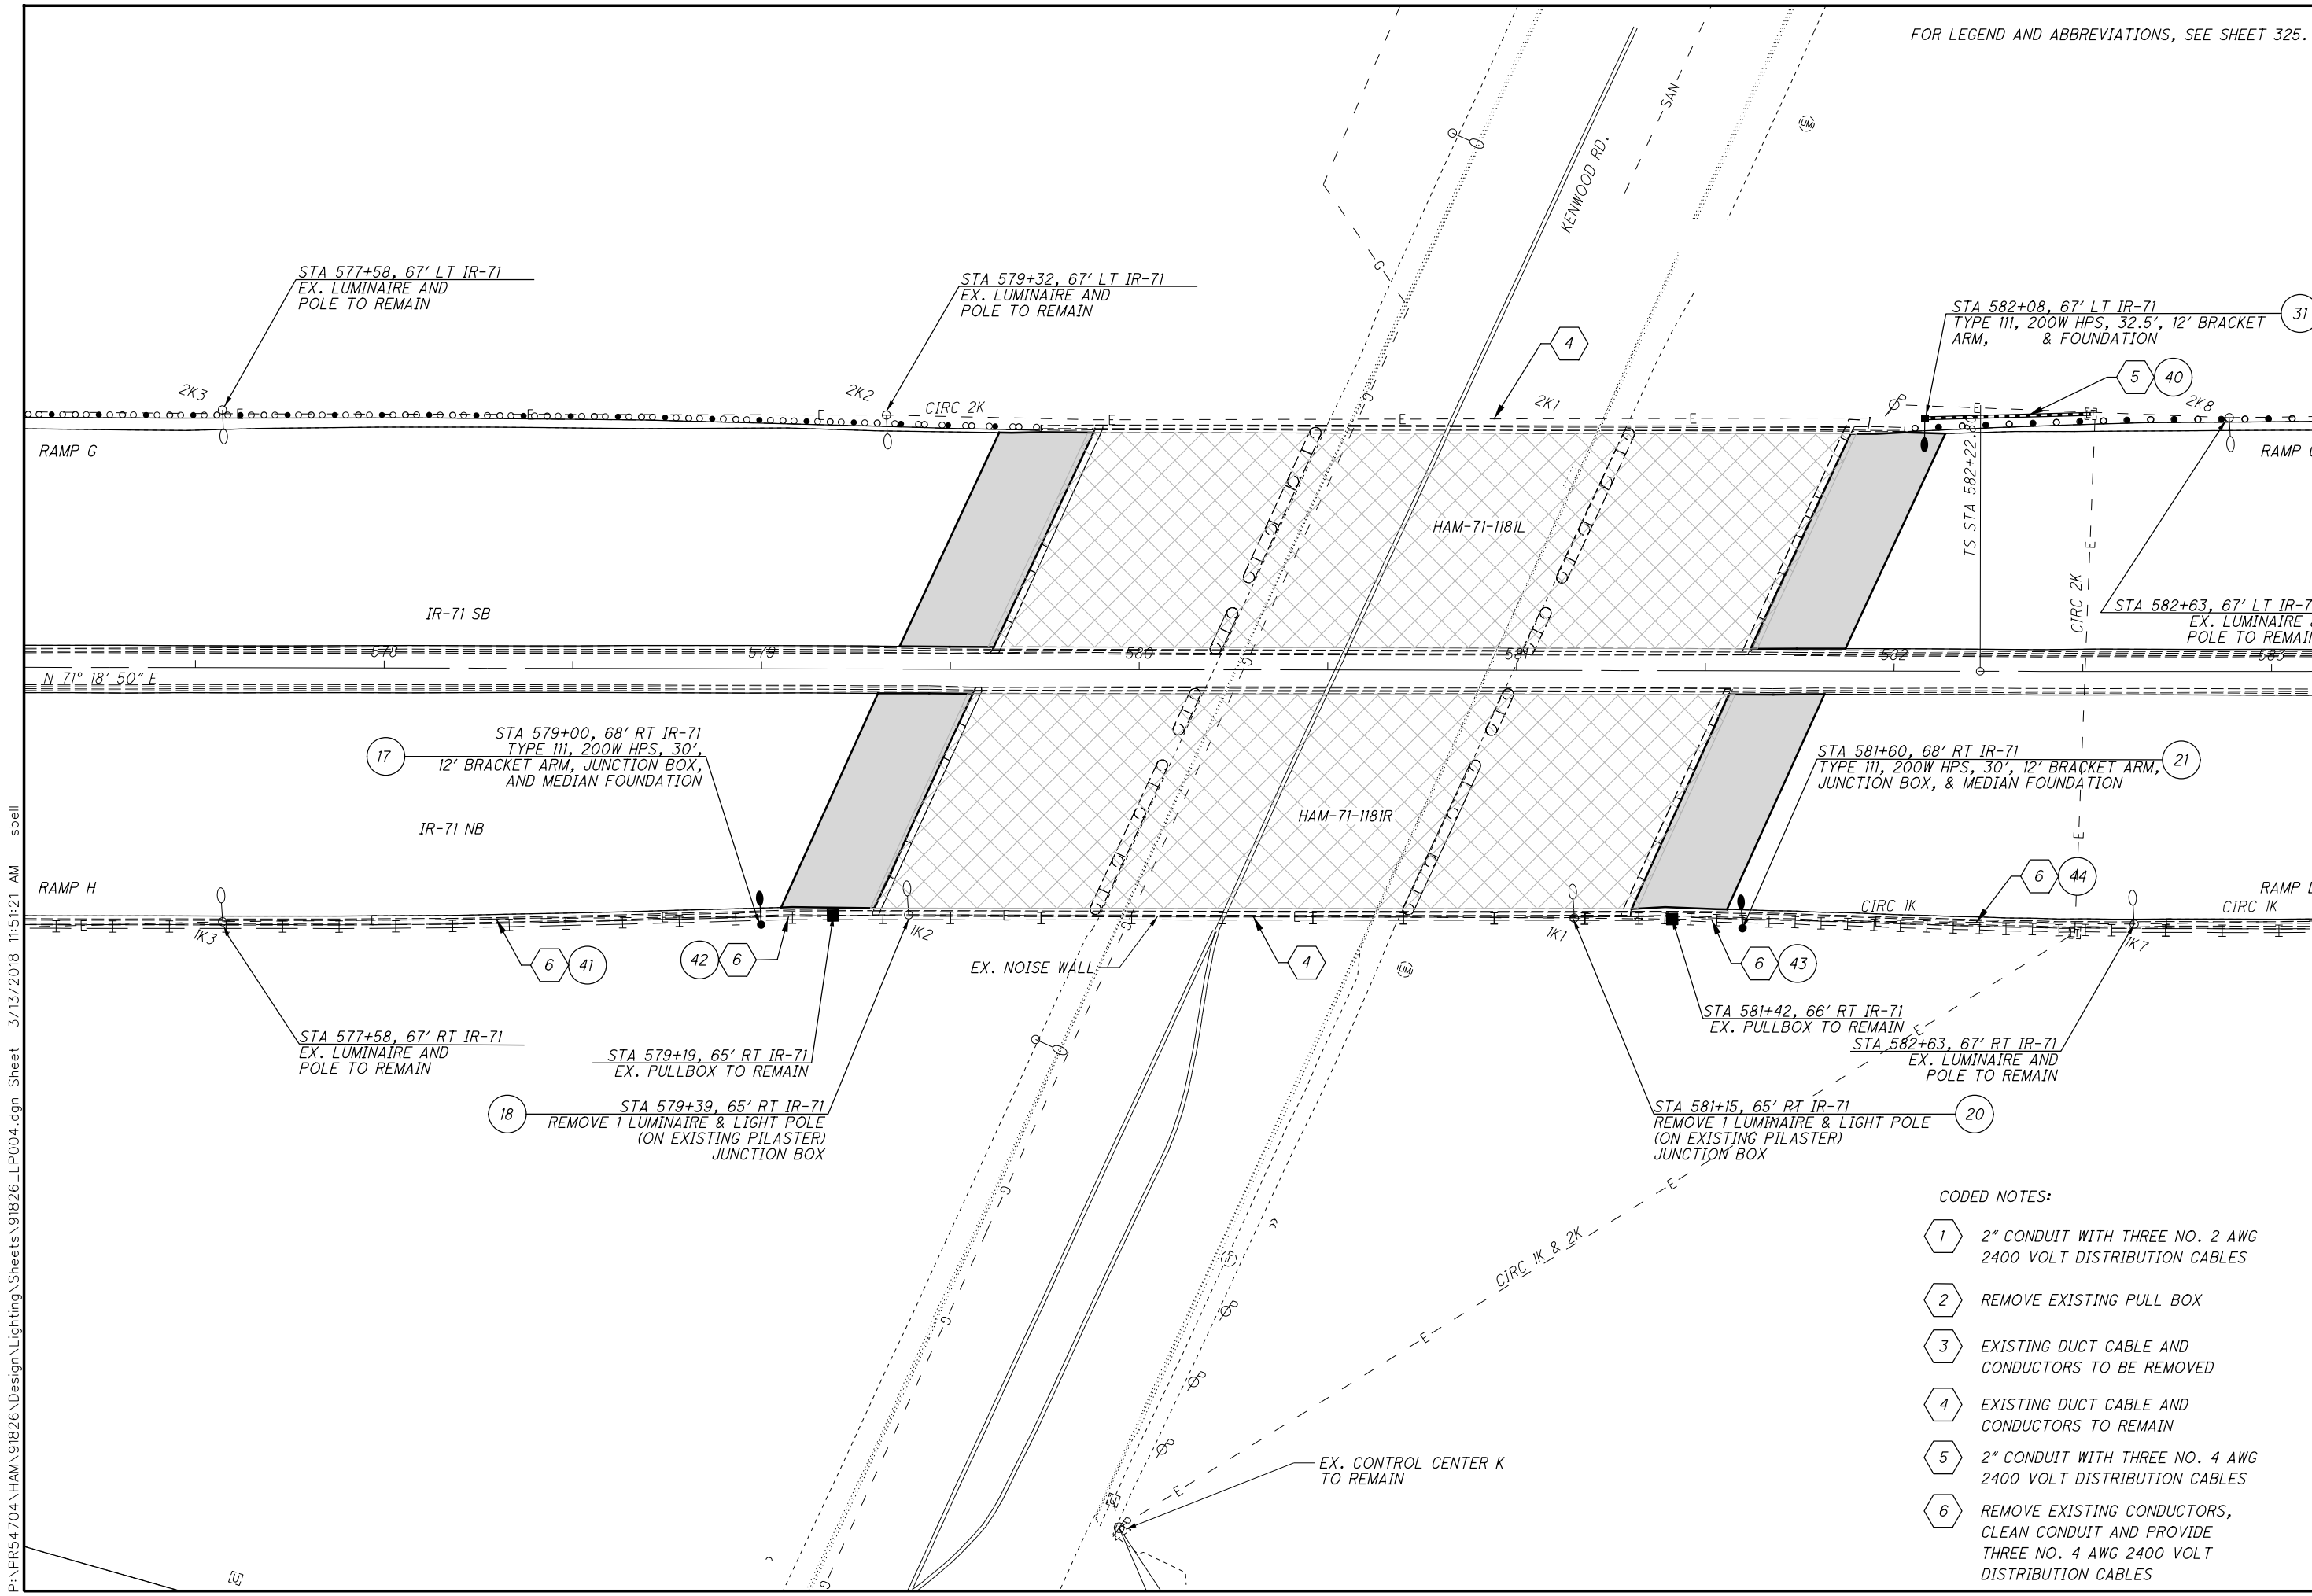 FOR LEGEND AND ABBREVIATIONS, SEE SHEET 325.
SAN
KENWOOD RD.
STA 577+58, 67' LT IR-71
EX. LUMINAIRE AND
POLE TO REMAIN
STA 579+32, 67' LT IR-71
EX. LUMINAIRE AND
POLE TO REMAIN
STA 582+08, 67' LT IR-71
TYPE 111, 200W HPS, 32.5', 12' BRACKET
ARM, & FOUNDATION
31
4
5
40
2K3
2K2
CIRC 2K
2K1
2K8
RAMP G
HAM-71-1181L
TS STA 582+22.
CIRC 2K
STA 582+63, 67' LT IR-7
EX. LUMINAIRE
POLE TO REMAIN
IR-71 SB
578
579
580
581
582
583
N 71° 18' 50" E
17
STA 579+00, 68' RT IR-71
TYPE 111, 200W HPS, 30',
12' BRACKET ARM, JUNCTION BOX,
AND MEDIAN FOUNDATION
STA 581+60, 68' RT IR-71
TYPE 111, 200W HPS, 30', 12' BRACKET ARM,
JUNCTION BOX, & MEDIAN FOUNDATION
21
IR-71 NB
HAM-71-1181R
RAMP H
6
44
RAMP
CIRC 1K
CIRC 1K
1K3
1K2
1K1
1K7
6
41
42
6
EX. NOISE WALL
4
6
43
STA 577+58, 67' RT IR-71
EX. LUMINAIRE AND
POLE TO REMAIN
STA 579+19, 65' RT IR-71
EX. PULLBOX TO REMAIN
STA 581+42, 66' RT IR-71
EX. PULLBOX TO REMAIN
STA 582+63, 67' RT IR-71
EX. LUMINAIRE AND
POLE TO REMAIN
18
STA 579+39, 65' RT IR-71
REMOVE 1 LUMINAIRE & LIGHT POLE
(ON EXISTING PILASTER)
JUNCTION BOX
STA 581+15, 65' RT IR-71
REMOVE 1 LUMINAIRE & LIGHT POLE
(ON EXISTING PILASTER)
JUNCTION BOX
20
CIRC 1K & 2K
EX. CONTROL CENTER K
TO REMAIN
CODED NOTES:
1 2" CONDUIT WITH THREE NO. 2 AWG
2400 VOLT DISTRIBUTION CABLES
2 REMOVE EXISTING PULL BOX
3 EXISTING DUCT CABLE AND
CONDUCTORS TO BE REMOVED
4 EXISTING DUCT CABLE AND
CONDUCTORS TO REMAIN
5 2" CONDUIT WITH THREE NO. 4 AWG
2400 VOLT DISTRIBUTION CABLES
6 REMOVE EXISTING CONDUCTORS,
CLEAN CONDUIT AND PROVIDE
THREE NO. 4 AWG 2400 VOLT
DISTRIBUTION CABLES
P:\PR54704\HAM\91826\Design\Lighting\Sheets\91826_LP004.dgn Sheet 3/13/2018 11:51:21 AM sbell